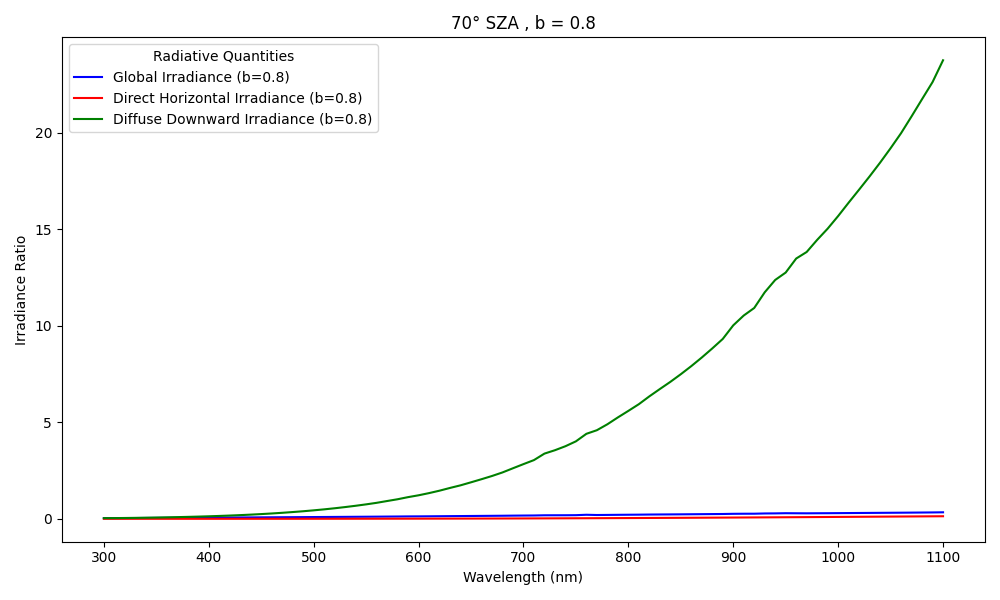 70° SZA , b = 0.8
Radiative Quantities
Global Irradiance (b=0.8)
Direct Horizontal Irradiance (b=0.8)
Diffuse Downward Irradiance (b=0.8)
Irradiance Ratio
20
15
10
5
0
300 400 500 600 700 800 900 1000 1100
Wavelength (nm)